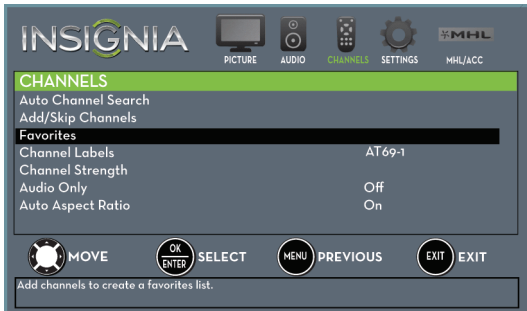 INSIGNIA
PICTURE AUDIO CHANNELS SETTINGS MHL MHL/ACC
CHANNELS
Auto Channel Search
Add/Skip Channels
Favorites
Channel Labels AT69-1
Channel Strength
Audio Only Off
Auto Aspect Ratio On
MOVE OK ENTER SELECT MENU PREVIOUS EXIT EXIT
Add channels to create a favorites list.